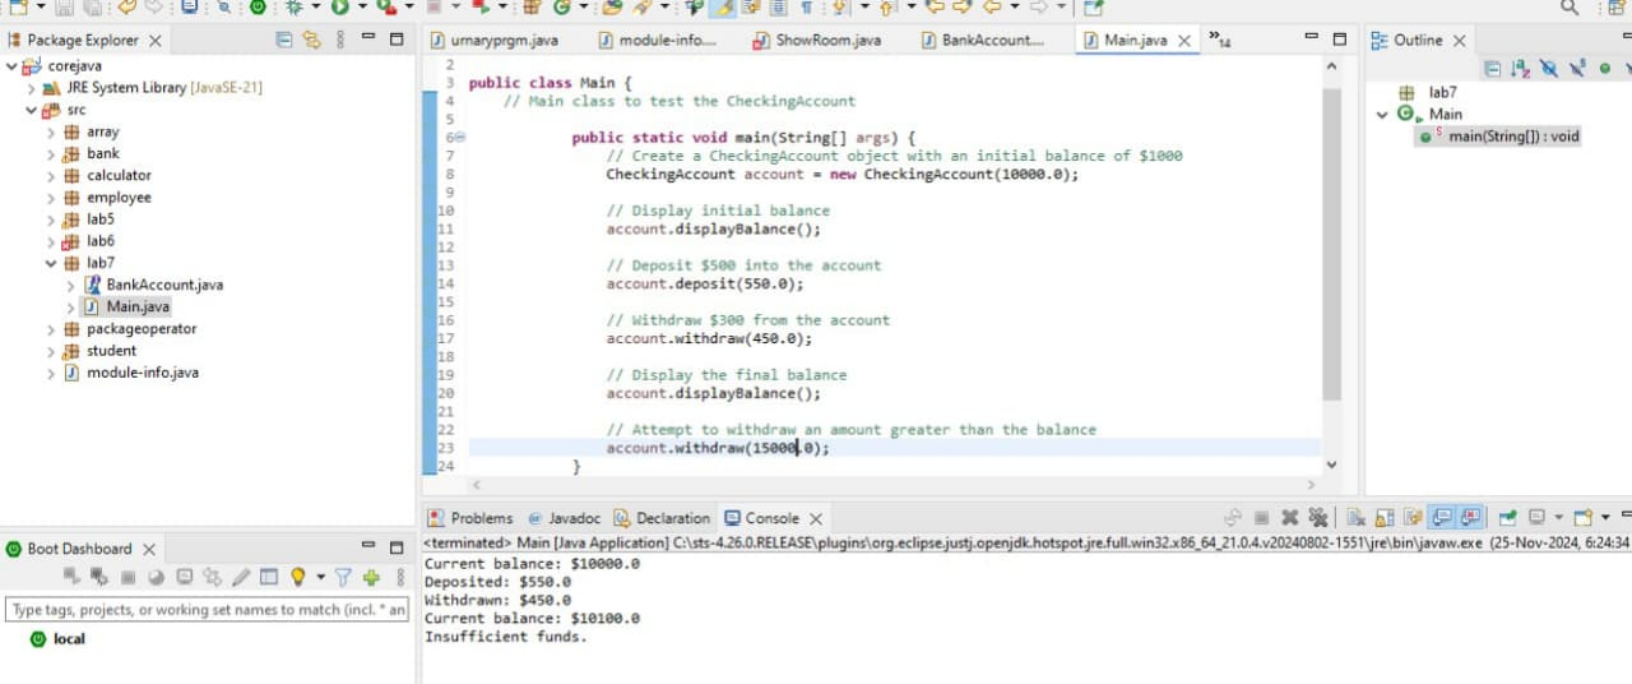 Package Explorer
corejava
JRE System Library [JavaSE-21]
src
array
bank
calculator
employee
lab5
lab6
lab7
BankAccount.java
Main.java
packageoperator
student
module-info.java
urnaryprgm.java
module-info....
ShowRoom.java
BankAccount....
Main.java
»14
2
3 public class Main {
4 // Main class to test the CheckingAccount
5
6 public static void main(String[] args) {
7 // Create a CheckingAccount object with an initial balance of $1000
8 CheckingAccount account = new CheckingAccount(10000.0);
9
10 // Display initial balance
11 account.displayBalance();
12
13 // Deposit $500 into the account
14 account.deposit(550.0);
15
16 // Withdraw $300 from the account
17 account.withdraw(450.0);
18
19 // Display the final balance
20 account.displayBalance();
21
22 // Attempt to withdraw an amount greater than the balance
23 account.withdraw(15000.0);
24 }
Outline
lab7
Main
main(String[]) : void
Boot Dashboard
Type tags, projects, or working set names to match (incl. * an
local
Problems
Javadoc
Declaration
Console
<terminated> Main [Java Application] C:\sts-4.26.0.RELEASE\plugins\org.eclipse.justj.openjdk.hotspot.jre.full.win32.x86_64_21.0.4.v20240802-1551\jre\bin\javaw.exe (25-Nov-2024, 6:24:34
Current balance: $10000.0
Deposited: $550.0
Withdrawn: $450.0
Current balance: $10100.0
Insufficient funds.